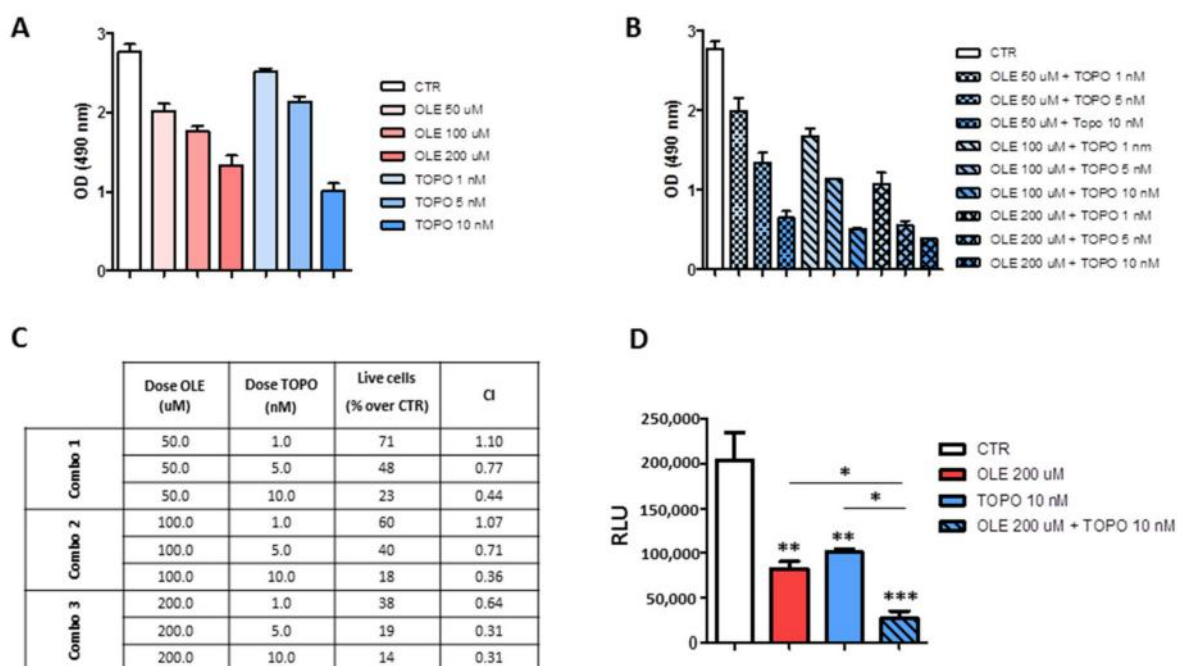 A
3
2
1
0
OD (490 nm)
CTR
OLE 50 uM
OLE 100 uM
OLE 200 uM
TOPO 1 nM
TOPO 5 nM
TOPO 10 nM
B
3
2
1
0
OD (490 nm)
CTR
OLE 50 uM + TOPO 1 nM
OLE 50 uM + TOPO 5 nM
OLE 50 uM + Topo 10 nM
OLE 100 uM + TOPO 1 nm
OLE 100 uM + TOPO 5 nM
OLE 100 uM + TOPO 10 nM
OLE 200 uM + TOPO 1 nM
OLE 200 uM + TOPO 5 nM
OLE 200 uM + TOPO 10 nM
C
Dose OLE (uM) Dose TOPO (nM) Live cells (% over CTR) CI
Combo 1
50.0 1.0 71 1.10
50.0 5.0 48 0.77
50.0 10.0 23 0.44
Combo 2
100.0 1.0 60 1.07
100.0 5.0 40 0.71
100.0 10.0 18 0.36
Combo 3
200.0 1.0 38 0.64
200.0 5.0 19 0.31
200.0 10.0 14 0.31
D
250,000
200,000
150,000
100,000
50,000
0
RLU
*
*
**
**
***
CTR
OLE 200 uM
TOPO 10 nM
OLE 200 uM + TOPO 10 nM